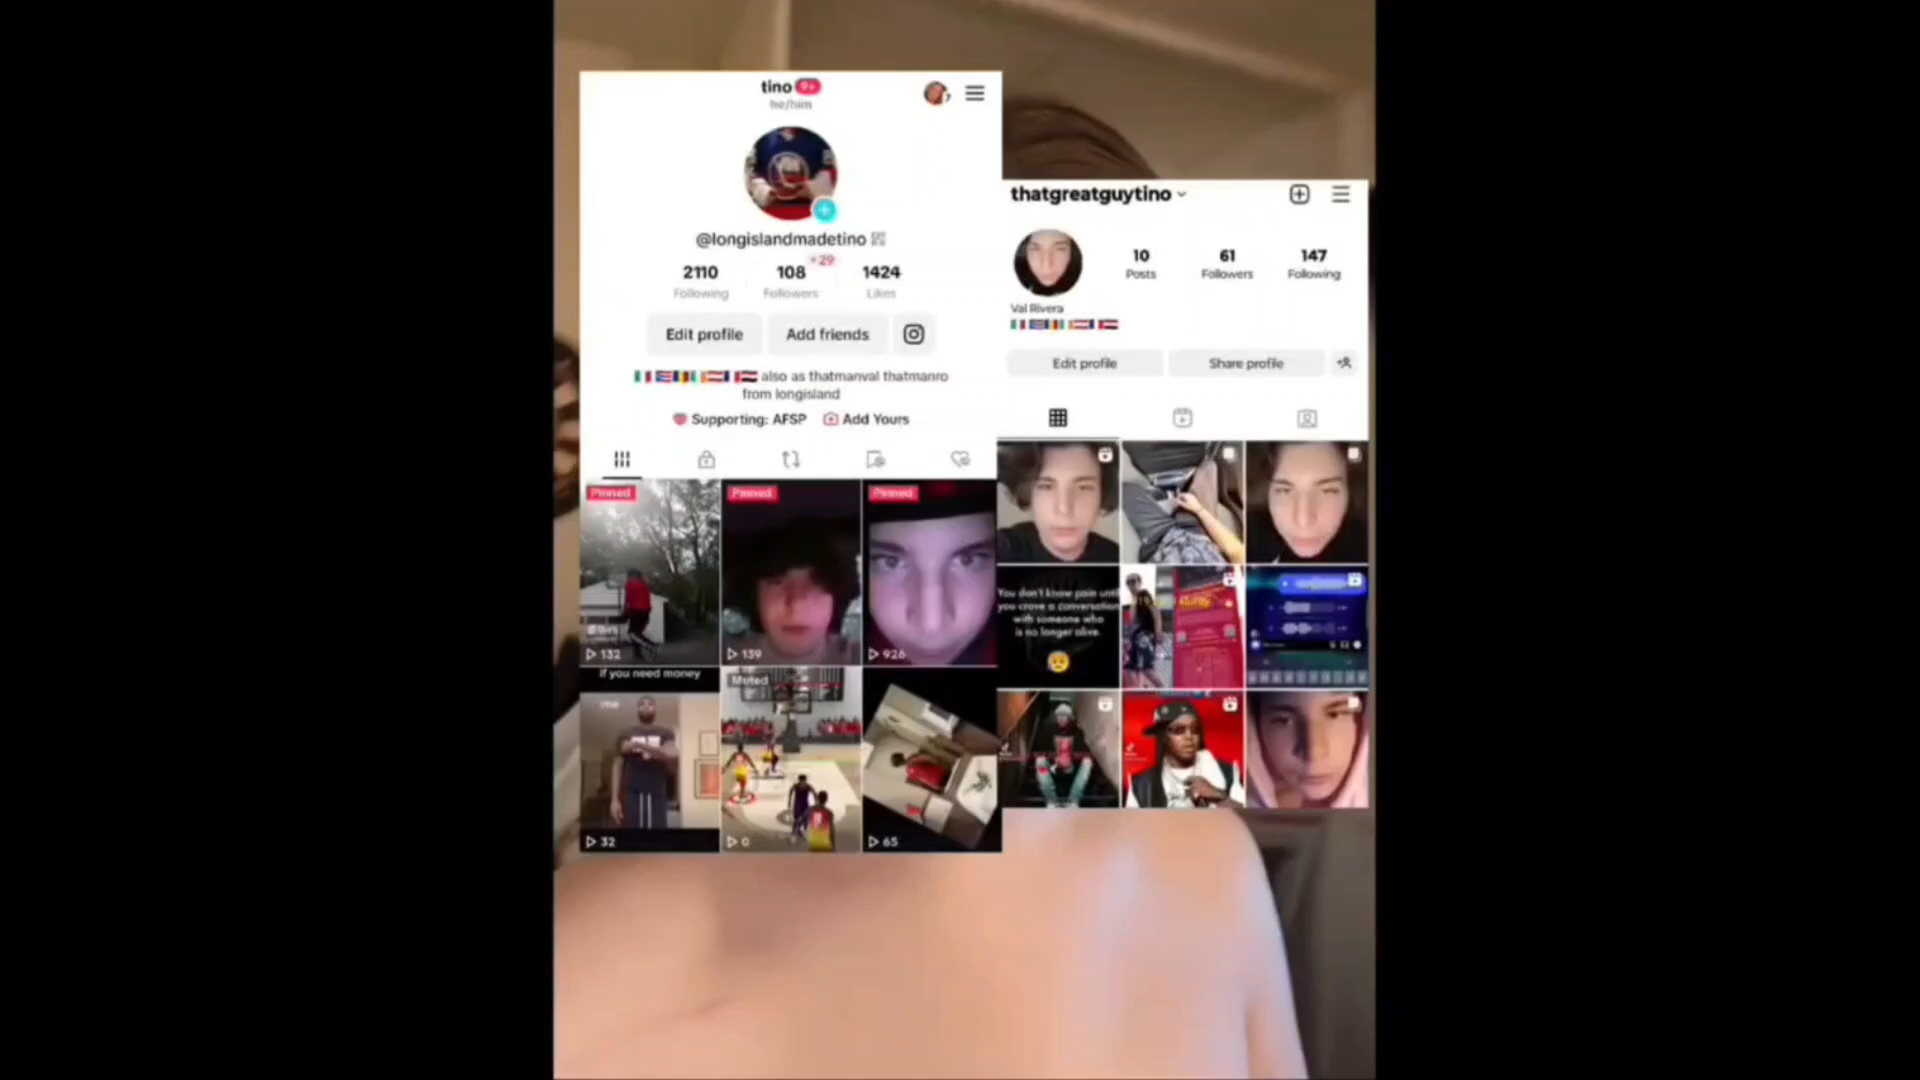 tino 9+
he/him
@longislandmadetino
+29
2110 108 1424
Following Followers Likes
Edit profile Add friends
also as thatmanval thatmanro
from longisland
Supporting: AFSP Add Yours
Pinned Pinned Pinned
132 139 926
if you need money
me
Muted
32 0 65
thatgreatguytino
10 61 147
Posts Followers Following
Val Rivera
Edit profile Share profile
You don't know pain until
you crave a conversation
with someone who
is no longer alive.